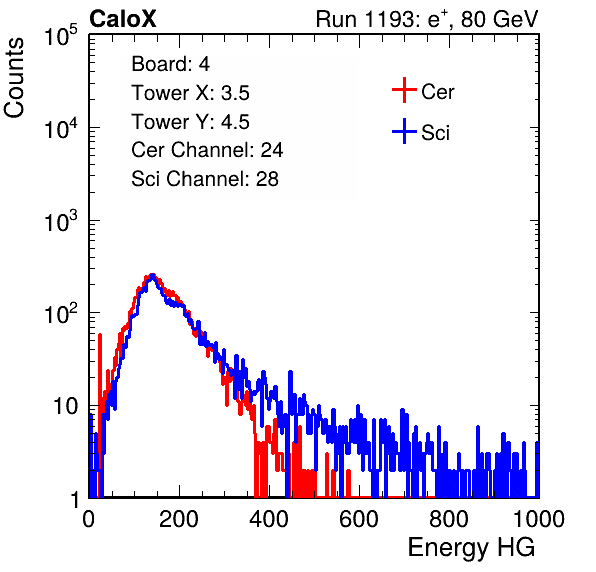 CaloX Run 1193: e⁺, 80 GeV
Counts
10⁵
10⁴
10³
10²
10
1
Board: 4
Tower X: 3.5
Tower Y: 4.5
Cer Channel: 24
Sci Channel: 28
Cer
Sci
0 200 400 600 800 1000
Energy HG